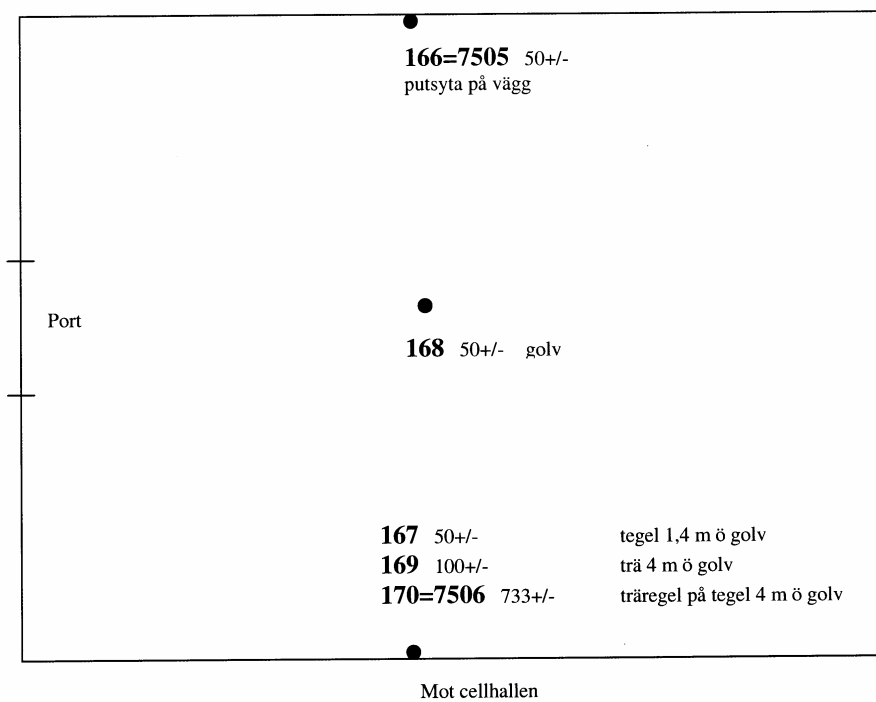 166=7505 50+/-
putsyta på vägg
Port
168 50+/- golv
167 50+/- tegel 1,4 m ö golv
169 100+/- trä 4 m ö golv
170=7506 733+/- träregel på tegel 4 m ö golv
Mot cellhallen